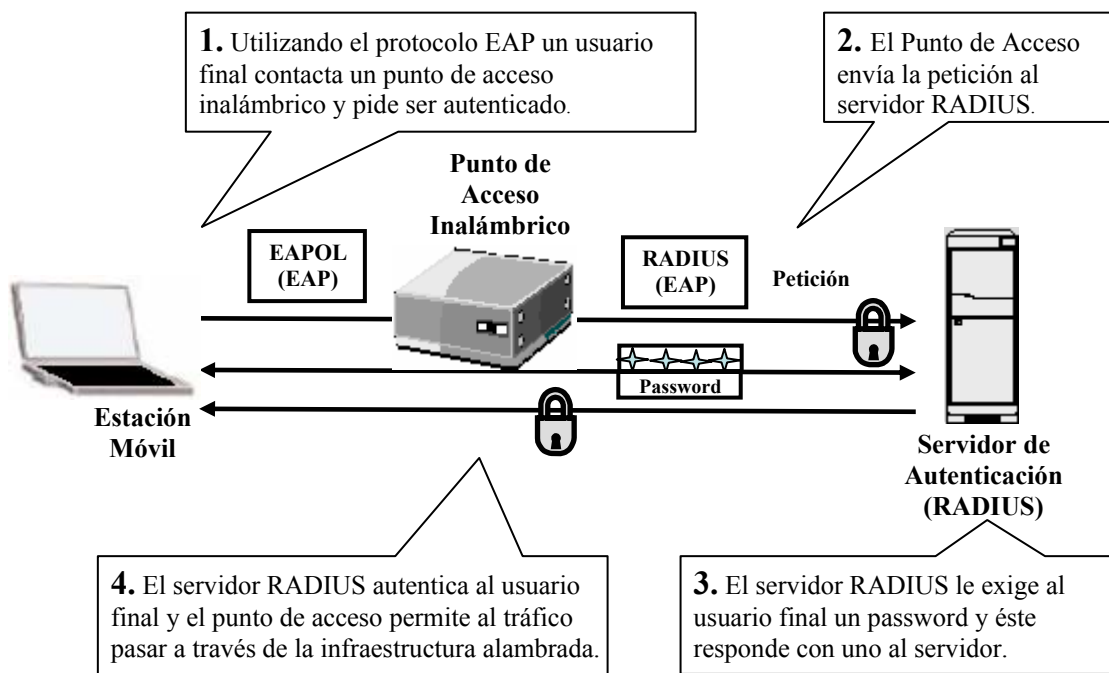 1. Utilizando el protocolo EAP un usuario
final contacta un punto de acceso
inalámbrico y pide ser autenticado.
2. El Punto de Acceso
envía la petición al
servidor RADIUS.
Punto de
Acceso
Inalámbrico
EAPOL
(EAP)
RADIUS
(EAP)
Petición
Password
Estación
Móvil
Servidor de
Autenticación
(RADIUS)
4. El servidor RADIUS autentica al usuario
final y el punto de acceso permite al tráfico
pasar a través de la infraestructura alambrada.
3. El servidor RADIUS le exige al
usuario final un password y éste
responde con uno al servidor.